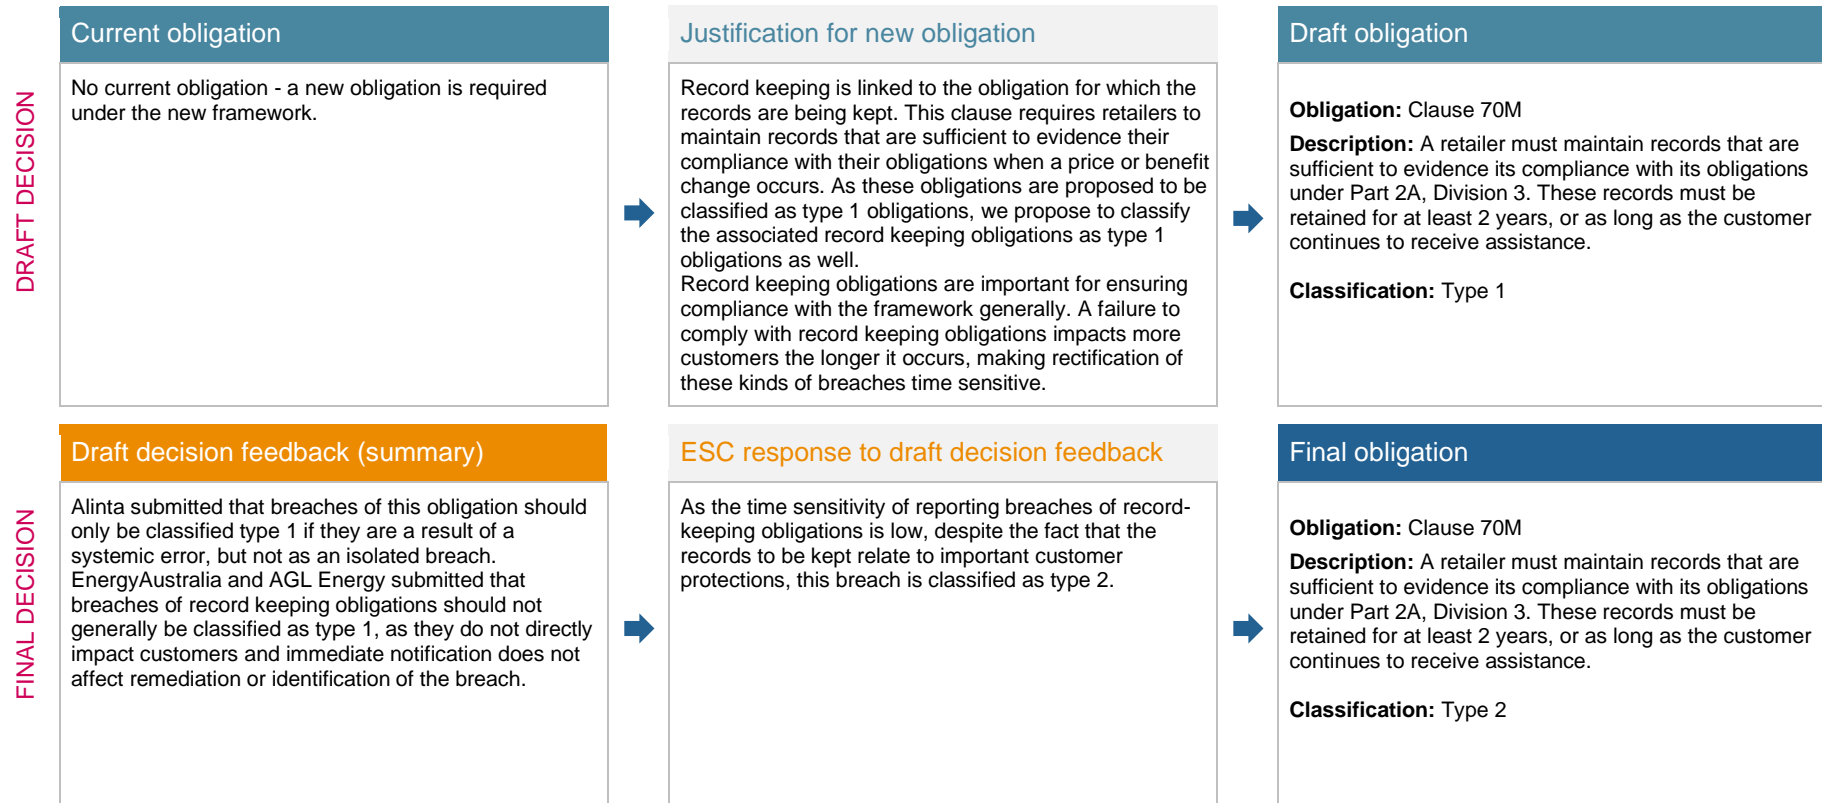 DRAFT DECISION
Current obligation
No current obligation - a new obligation is required
under the new framework.
Justification for new obligation
Record keeping is linked to the obligation for which the
records are being kept. This clause requires retailers to
maintain records that are sufficient to evidence their
compliance with their obligations when a price or benefit
change occurs. As these obligations are proposed to be
classified as type 1 obligations, we propose to classify
the associated record keeping obligations as type 1
obligations as well.
Record keeping obligations are important for ensuring
compliance with the framework generally. A failure to
comply with record keeping obligations impacts more
customers the longer it occurs, making rectification of
these kinds of breaches time sensitive.
Draft obligation
Obligation: Clause 70M
Description: A retailer must maintain records that are
sufficient to evidence its compliance with its obligations
under Part 2A, Division 3. These records must be
retained for at least 2 years, or as long as the customer
continues to receive assistance.
Classification: Type 1
FINAL DECISION
Draft decision feedback (summary)
Alinta submitted that breaches of this obligation should
only be classified type 1 if they are a result of a
systemic error, but not as an isolated breach.
EnergyAustralia and AGL Energy submitted that
breaches of record keeping obligations should not
generally be classified as type 1, as they do not directly
impact customers and immediate notification does not
affect remediation or identification of the breach.
ESC response to draft decision feedback
As the time sensitivity of reporting breaches of record-
keeping obligations is low, despite the fact that the
records to be kept relate to important customer
protections, this breach is classified as type 2.
Final obligation
Obligation: Clause 70M
Description: A retailer must maintain records that are
sufficient to evidence its compliance with its obligations
under Part 2A, Division 3. These records must be
retained for at least 2 years, or as long as the customer
continues to receive assistance.
Classification: Type 2